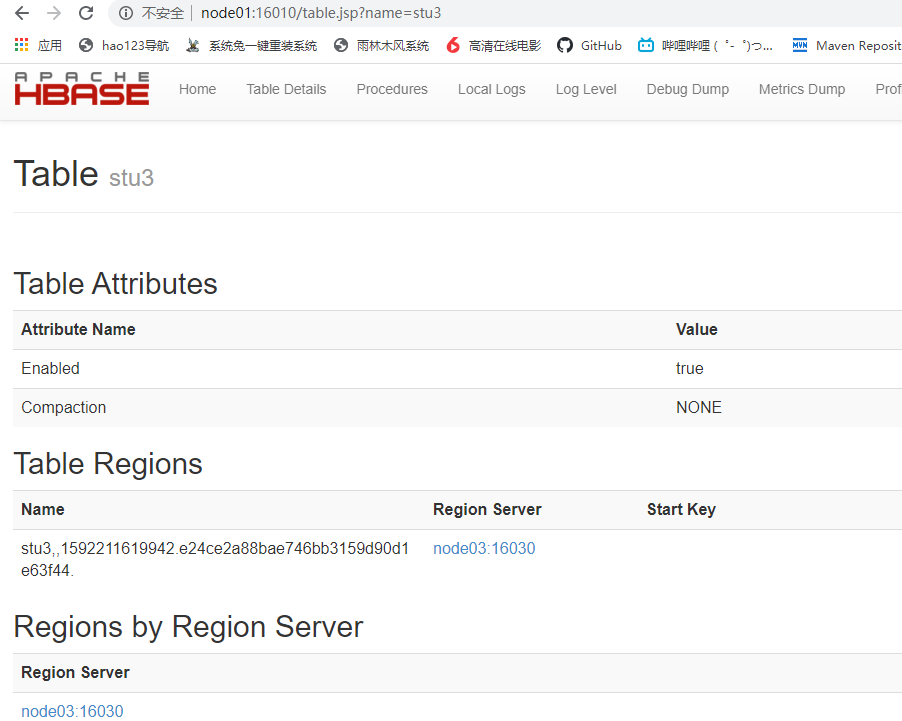 不安全 node01:16010/table.jsp?name=stu3
应用 hao123导航 系统兔一键重装系统 雨林木风系统 高清在线电影 GitHub 哔哩哔哩 ( ゜- ゜)つ... MVN Maven Reposit
APACHE
HBASE Home Table Details Procedures Local Logs Log Level Debug Dump Metrics Dump Prof
Table stu3
Table Attributes
Attribute Name Value
Enabled true
Compaction NONE
Table Regions
Name Region Server Start Key
stu3,,1592211619942.e24ce2a88bae746bb3159d90d1 node03:16030
e63f44.
Regions by Region Server
Region Server
node03:16030